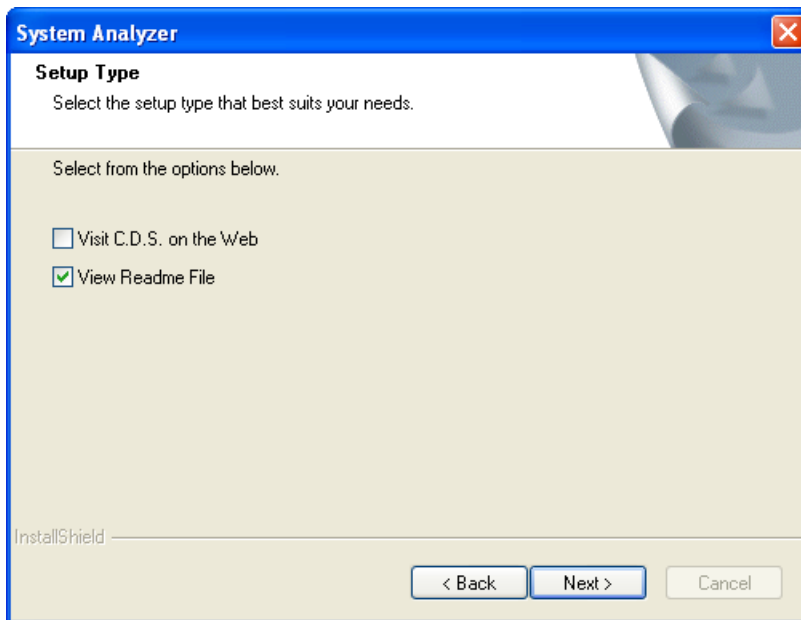 System Analyzer
Setup Type
Select the setup type that best suits your needs.
Select from the options below.
Visit C.D.S. on the Web
View Readme File
InstallShield
< Back Next > Cancel